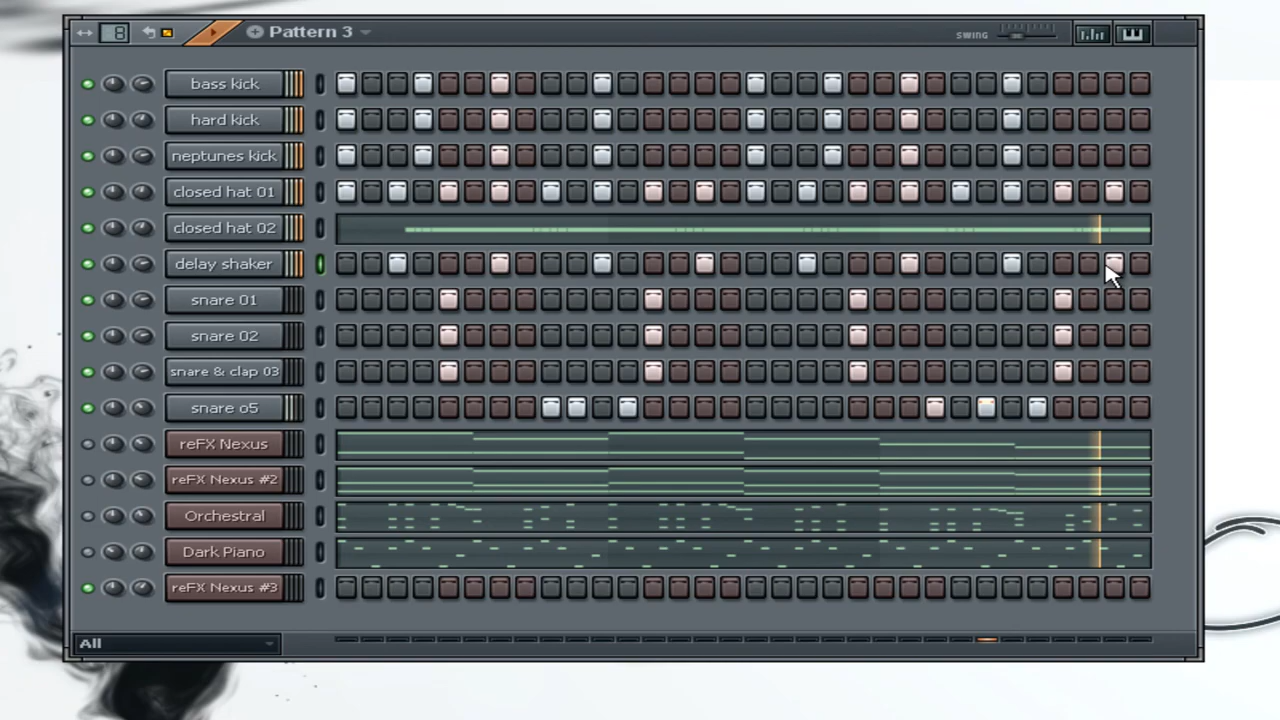 8 Pattern 3 SWING
bass kick
hard kick
neptunes kick
closed hat 01
closed hat 02
delay shaker
snare 01
snare 02
snare & clap 03
snare o5
reFX Nexus
reFX Nexus #2
Orchestral
Dark Piano
reFX Nexus #3
All